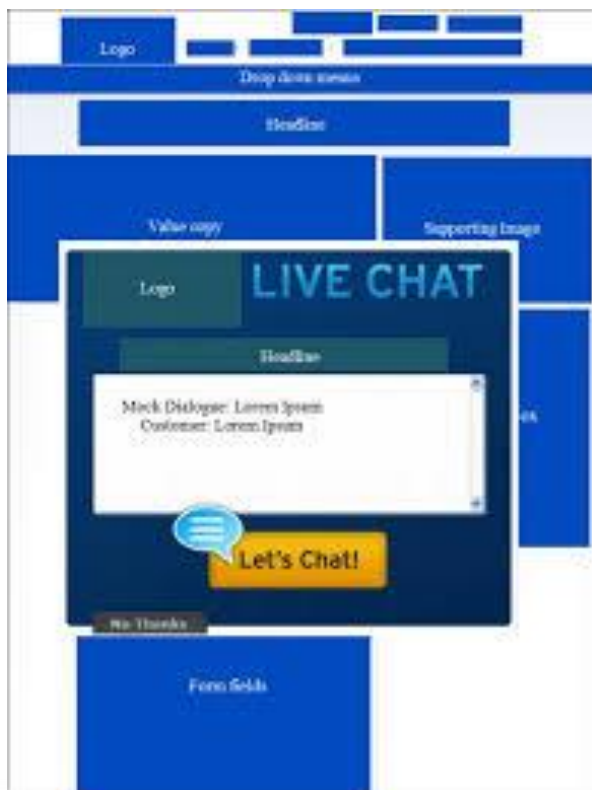 Logo
Drop down menus
Headline
Value copy
Supporting Image
Logo
LIVE CHAT
Headline
Mock Dialogue: Lorem Ipsum
Customer: Lorem Ipsum
Let's Chat!
No Thanks
Form fields